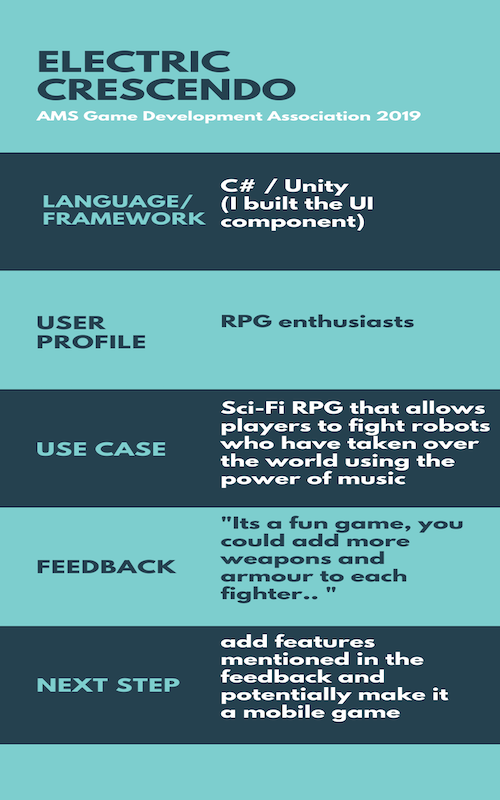 ELECTRIC
CRESCENDO
AMS Game Development Association 2019
LANGUAGE/
FRAMEWORK
C# / Unity
(I built the UI
component)
USER
PROFILE
RPG enthusiasts
USE CASE
Sci-Fi RPG that allows
players to fight robots
who have taken over
the world using the
power of music
FEEDBACK
"Its a fun game, you
could add more
weapons and
armour to each
fighter.. "
NEXT STEP
add features
mentioned in the
feedback and
potentially make it
a mobile game